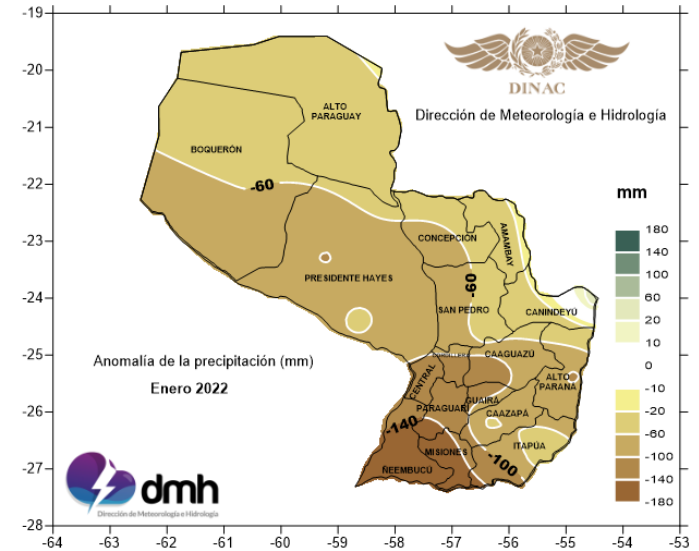 -19
-20
-21
-22
-23
-24
-25
-26
-27
-28
-64 -63 -62 -61 -60 -59 -58 -57 -56 -55 -54 -53
DINAC
Dirección de Meteorología e Hidrología
ALTO
PARAGUAY
BOQUERÓN
-60
CONCEPCIÓN
AMAMBAY
PRESIDENTE HAYES
-60
SAN PEDRO
CANINDEYÚ
CAAGUAZÚ
ALTO
PARANÁ
CENTRAL
GUAIRÁ
PARAGUARÍ
CAAZAPÁ
-140
ITAPÚA
MISIONES
-100
ÑEEMBUCÚ
mm
180
140
100
60
20
10
0
-10
-20
-60
-100
-140
-180
Anomalía de la precipitación (mm)
Enero 2022
dmh
Dirección de Meteorología e Hidrología